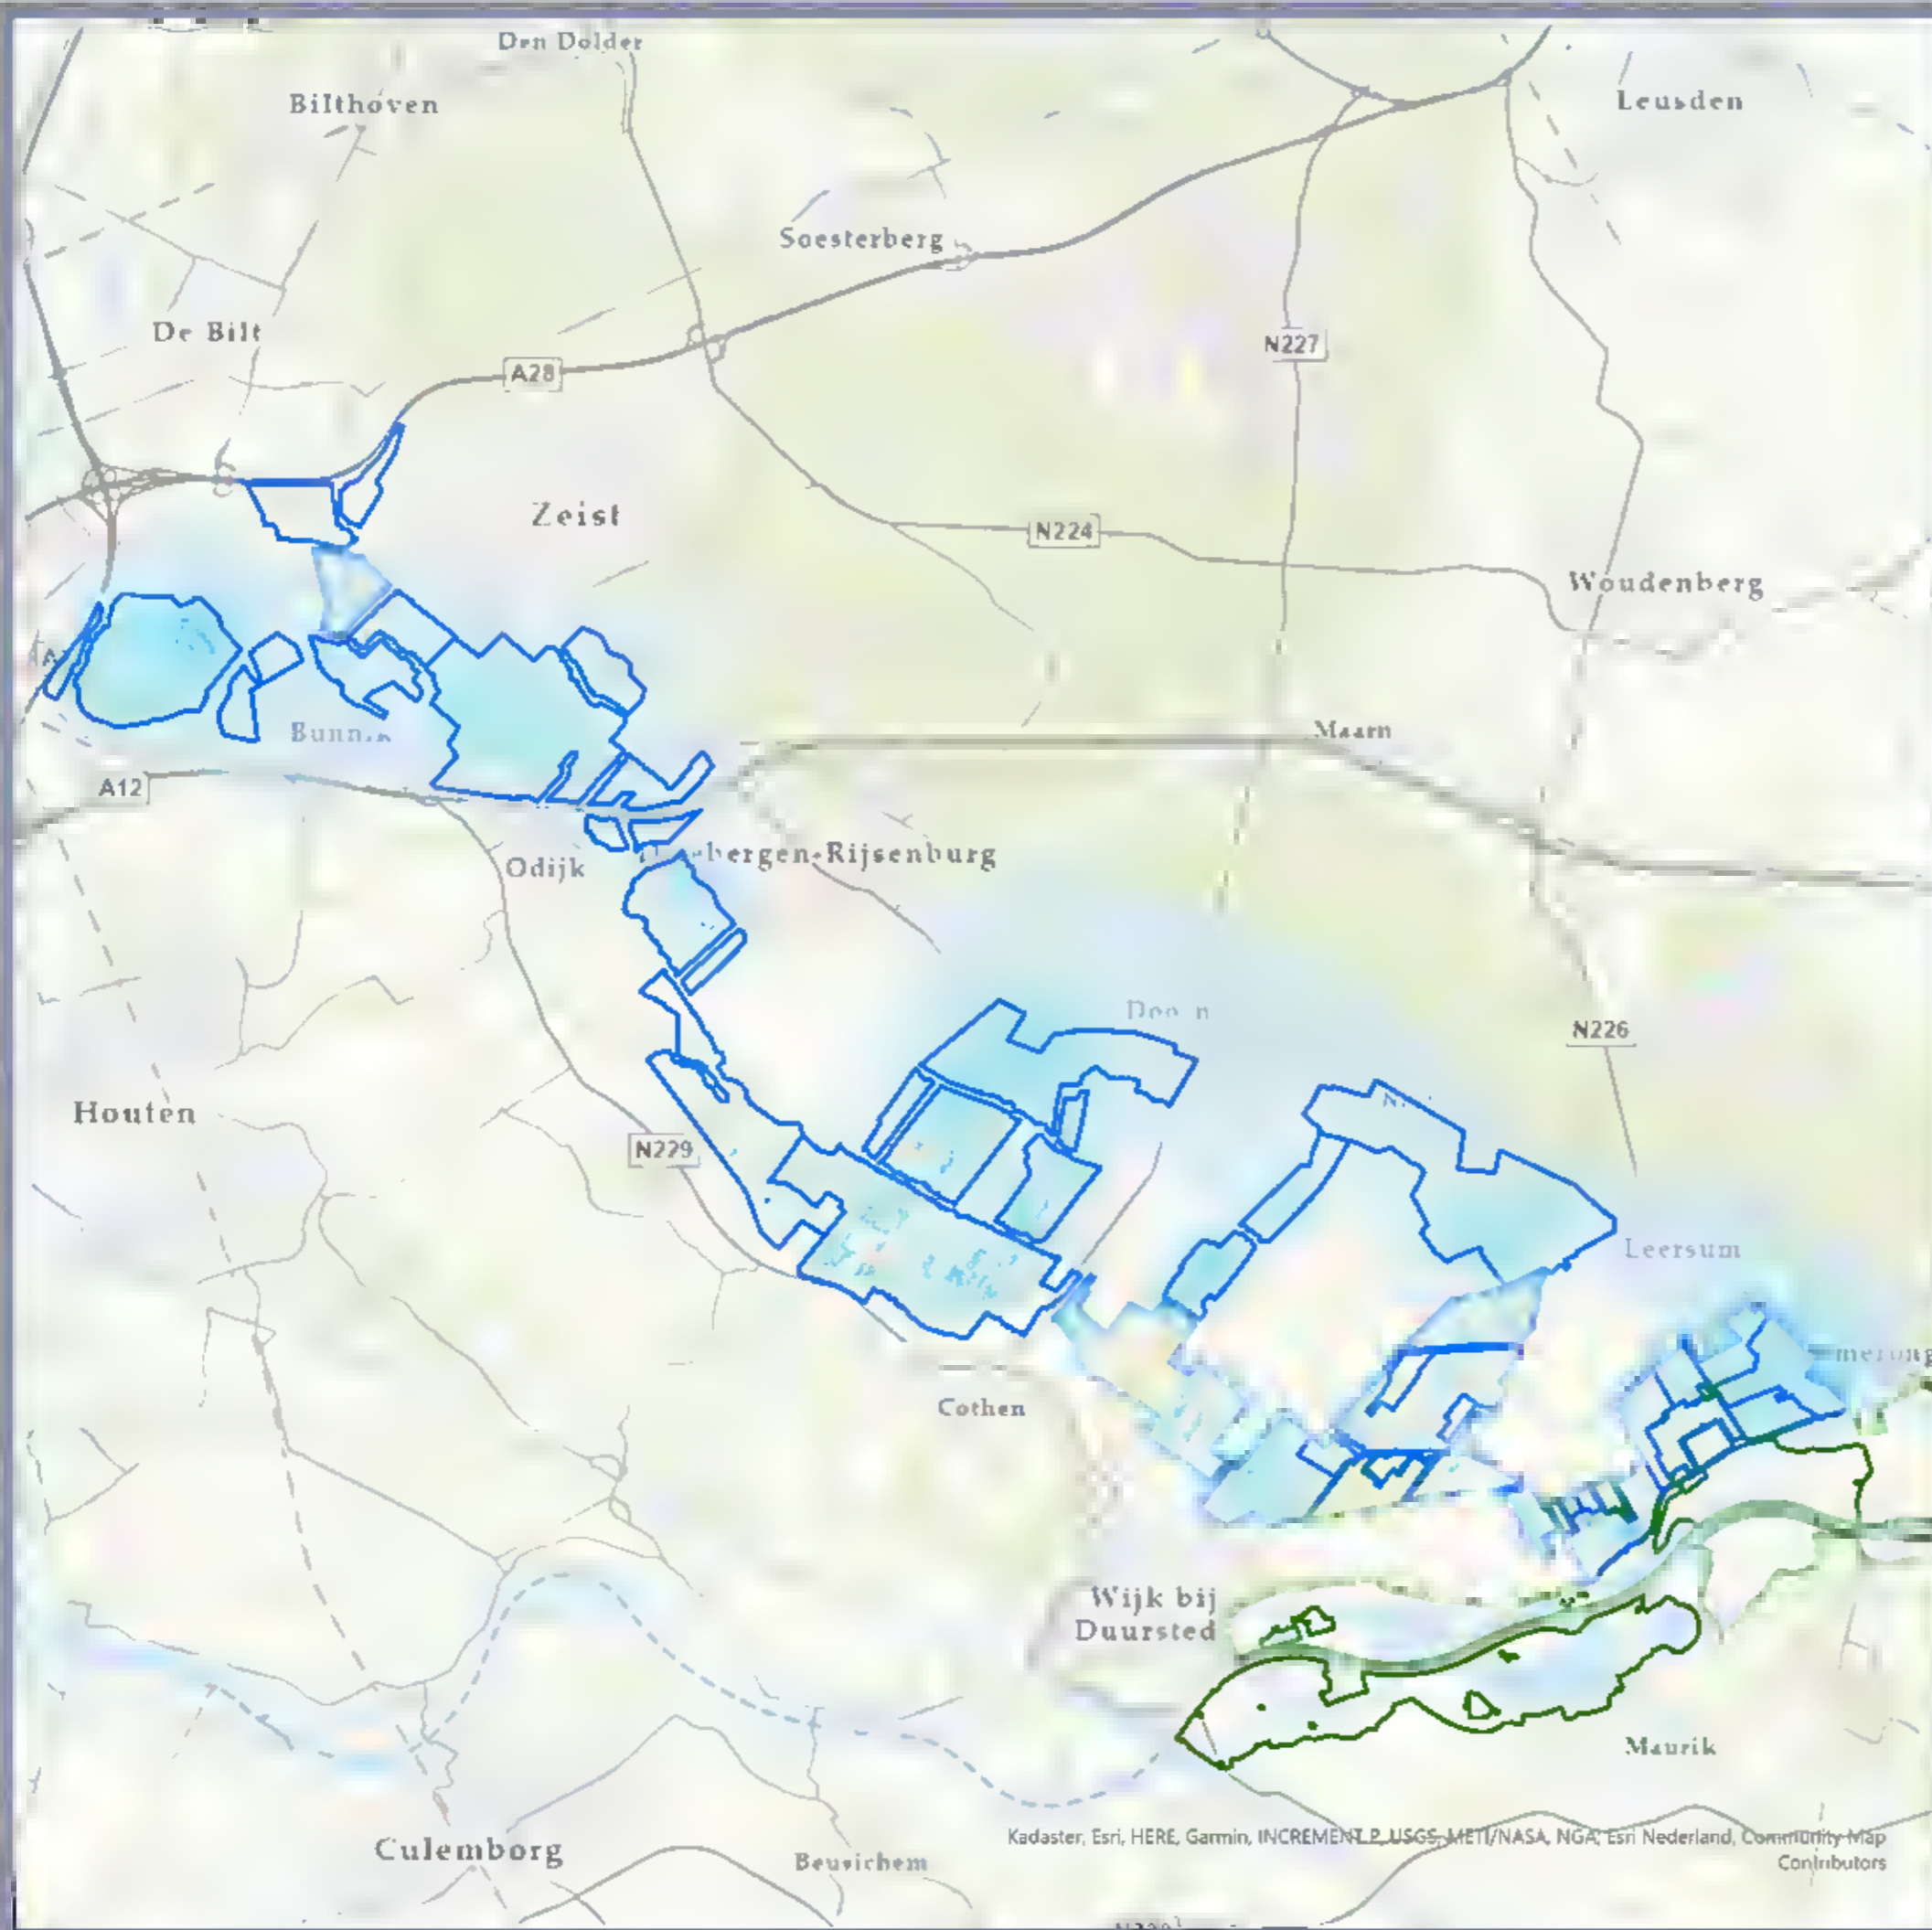 Den Dolder
Bilthoven
Leusden
Soesterberg
De Bilt
N227
A28
Zeist
N224
Woudenberg
Maarn
A12
Odijk
bergen-Rijsenburg
N226
Houten
N229
Leersum
Cothen
Wijk bij
Duursted
Maurik
Kadaster, Esri, HERE, Garmin, INCREMENT P, USGS, METI/NASA, NGA, Esri Nederland, Community Map
Contributors
Culemborg
Beusichem